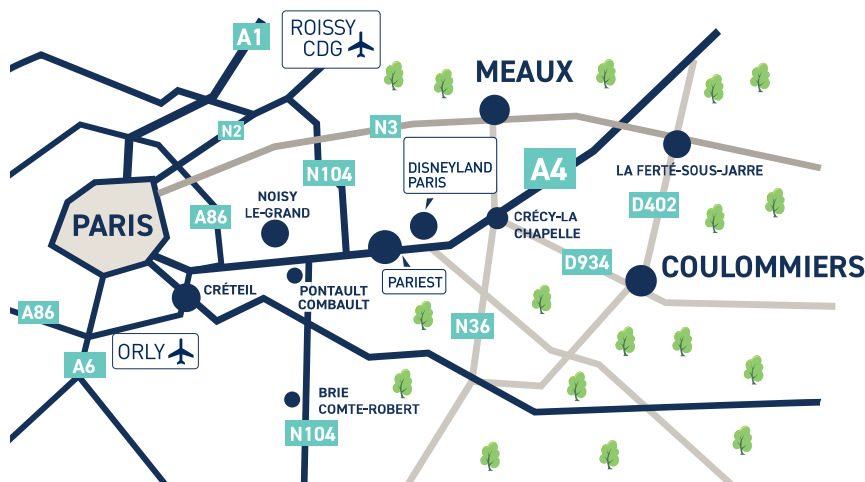 A1
ROISSY
CDG
MEAUX
N2
N3
DISNEYLAND
PARIS
A4
N104
LA FERTÉ-SOUS-JARRE
NOISY
LE-GRAND
A86
D402
PARIS
CRÉCY-LA
CHAPELLE
D934
COULOMMIERS
PARIEST
CRÉTEIL
PONTAULT
COMBAULT
A86
N36
ORLY
A6
BRIE
COMTE-ROBERT
N104